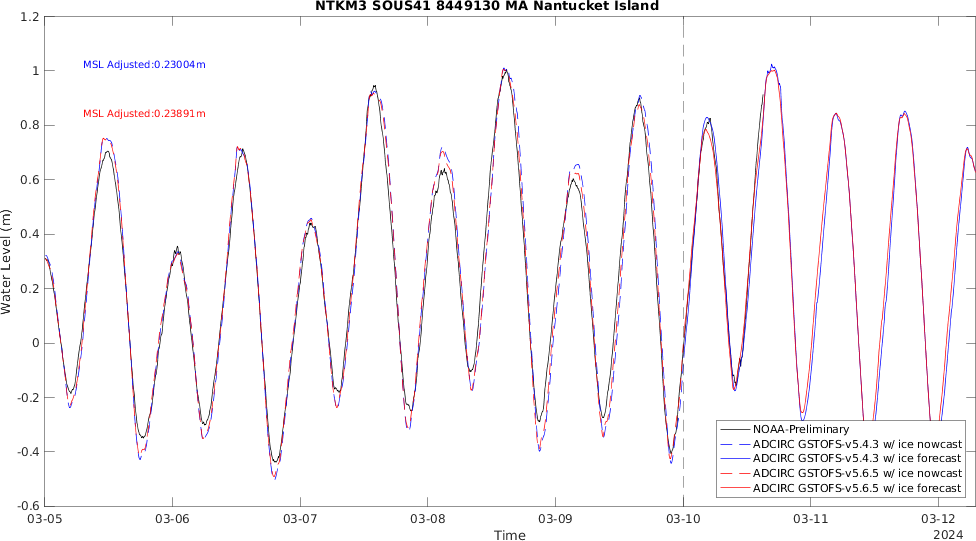 NTKM3 SOUS41 8449130 MA Nantucket Island
1.2
1
0.8
0.6
0.4
0.2
0
-0.2
-0.4
-0.6
Water Level (m)
MSL Adjusted:0.23004m
MSL Adjusted:0.23891m
NOAA-Preliminary
ADCIRC GSTOFS-v5.4.3 w/ ice nowcast
ADCIRC GSTOFS-v5.4.3 w/ ice forecast
ADCIRC GSTOFS-v5.6.5 w/ ice nowcast
ADCIRC GSTOFS-v5.6.5 w/ ice forecast
03-05 03-06 03-07 03-08 03-09 03-10 03-11 03-12
Time
2024